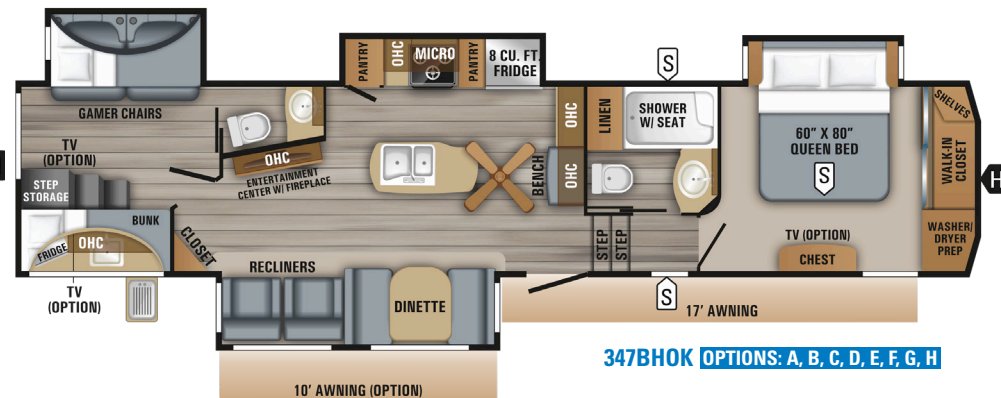 GAMER CHAIRS
TV
(OPTION)
STEP
STORAGE
BUNK
FRIDGE
OHC
TV
(OPTION)
CLOSET
OHC
ENTERTAINMENT
CENTER W/ FIREPLACE
RECLINERS
DINETTE
10' AWNING (OPTION)
PANTRY
OHC
MICRO
PANTRY
8 CU. FT.
FRIDGE
OHC
BENCH
OHC
LINEN
SHOWER
W/ SEAT
S
STEP
STEP
S
17' AWNING
60" X 80"
QUEEN BED
S
TV (OPTION)
CHEST
SHELVES
WALK-IN
CLOSET
WASHER/
DRYER
PREP
H
347BHOK OPTIONS: A, B, C, D, E, F, G, H